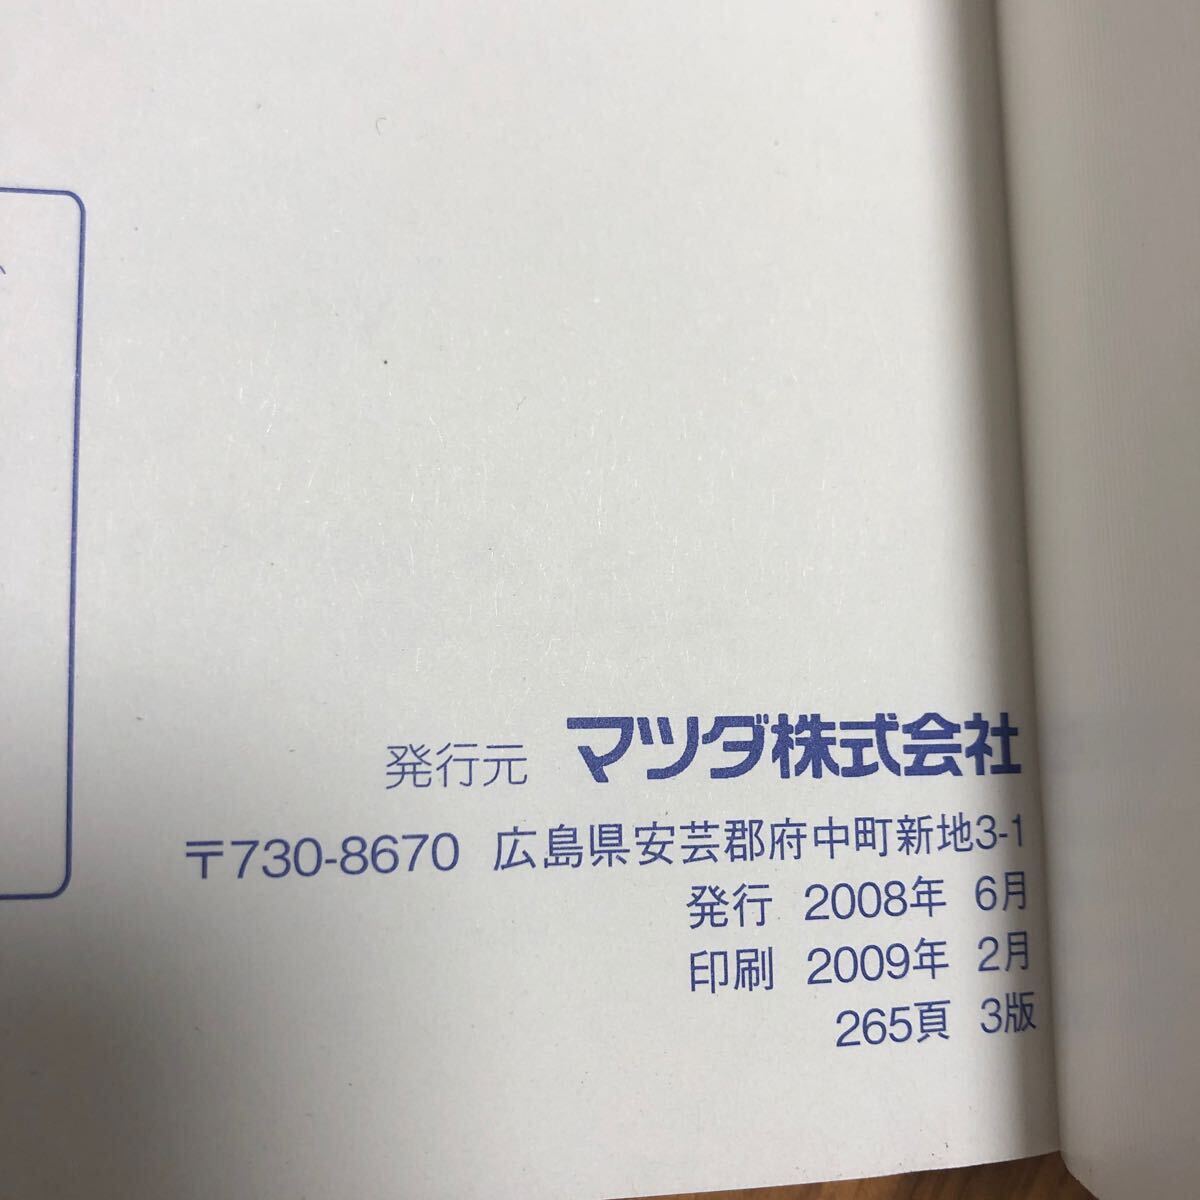 発行元 マツダ株式会社
〒730-8670 広島県安芸郡府中町新地3-1
発行 2008年 6月
印刷 2009年 2月
265頁 3版